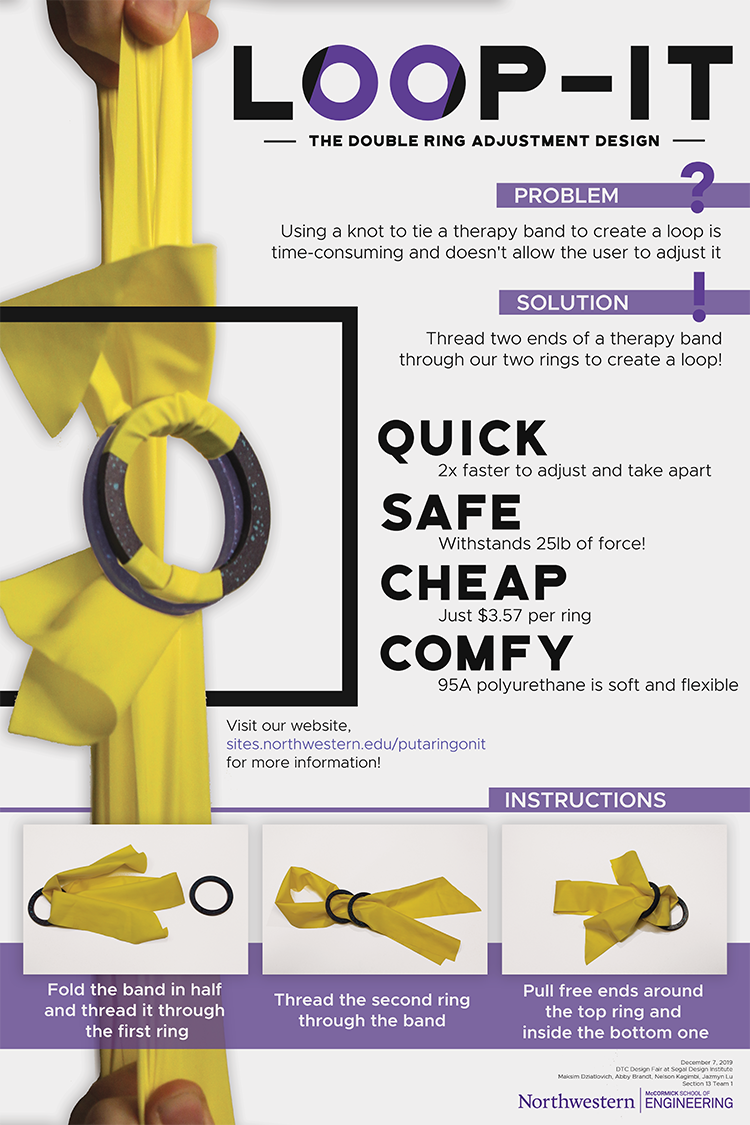 LOOP-IT
THE DOUBLE RING ADJUSTMENT DESIGN
PROBLEM ?
Using a knot to tie a therapy band to create a loop is
time-consuming and doesn't allow the user to adjust it
SOLUTION !
Thread two ends of a therapy band
through our two rings to create a loop!
QUICK
2x faster to adjust and take apart
SAFE
Withstands 25lb of force!
CHEAP
Just $3.57 per ring
COMFY
95A polyurethane is soft and flexible
Visit our website,
sites.northwestern.edu/putaringonit
for more information!
INSTRUCTIONS
Fold the band in half
and thread it through
the first ring
Thread the second ring
through the band
Pull free ends around
the top ring and
inside the bottom one
December 7, 2019
DTC Design Fair at Segal Design Institute
Maksim Dziatlovich, Abby Brandt, Nelson Kagimbi, Jazmyn Lu
Section 13 Team 1
Northwestern | McCORMICK SCHOOL OF
ENGINEERING